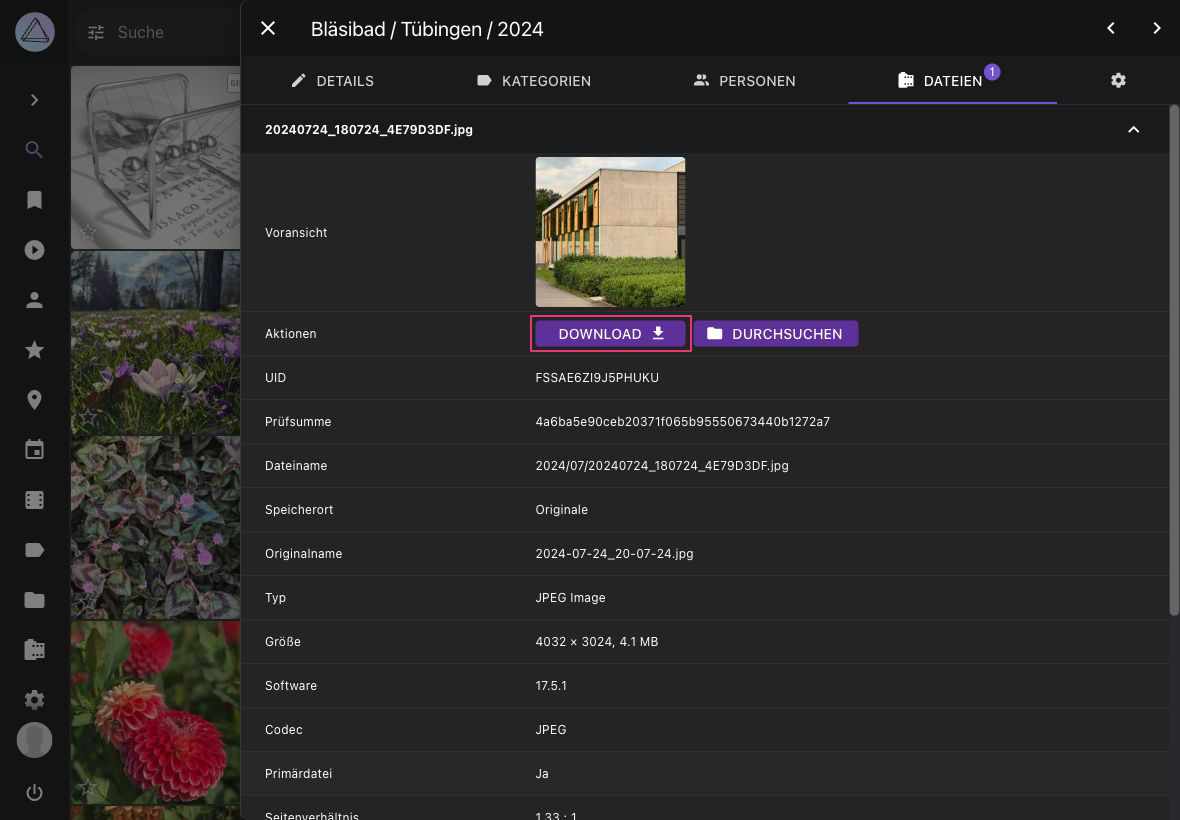 Suche
Bläsibad / Tübingen / 2024
DETAILS
KATEGORIEN
PERSONEN
DATEIEN
1
20240724_180724_4E79D3DF.jpg
Voransicht
Aktionen
DOWNLOAD
DURCHSUCHEN
UID
FSSAE6ZI9J5PHUKU
Prüfsumme
4a6ba5e90ceb20371f065b95550673440b1272a7
Dateiname
2024/07/20240724_180724_4E79D3DF.jpg
Speicherort
Originale
Originalname
2024-07-24_20-07-24.jpg
Typ
JPEG Image
Größe
4032 × 3024, 4.1 MB
Software
17.5.1
Codec
JPEG
Primärdatei
Ja
Seitenverhältnis
1.33 : 1